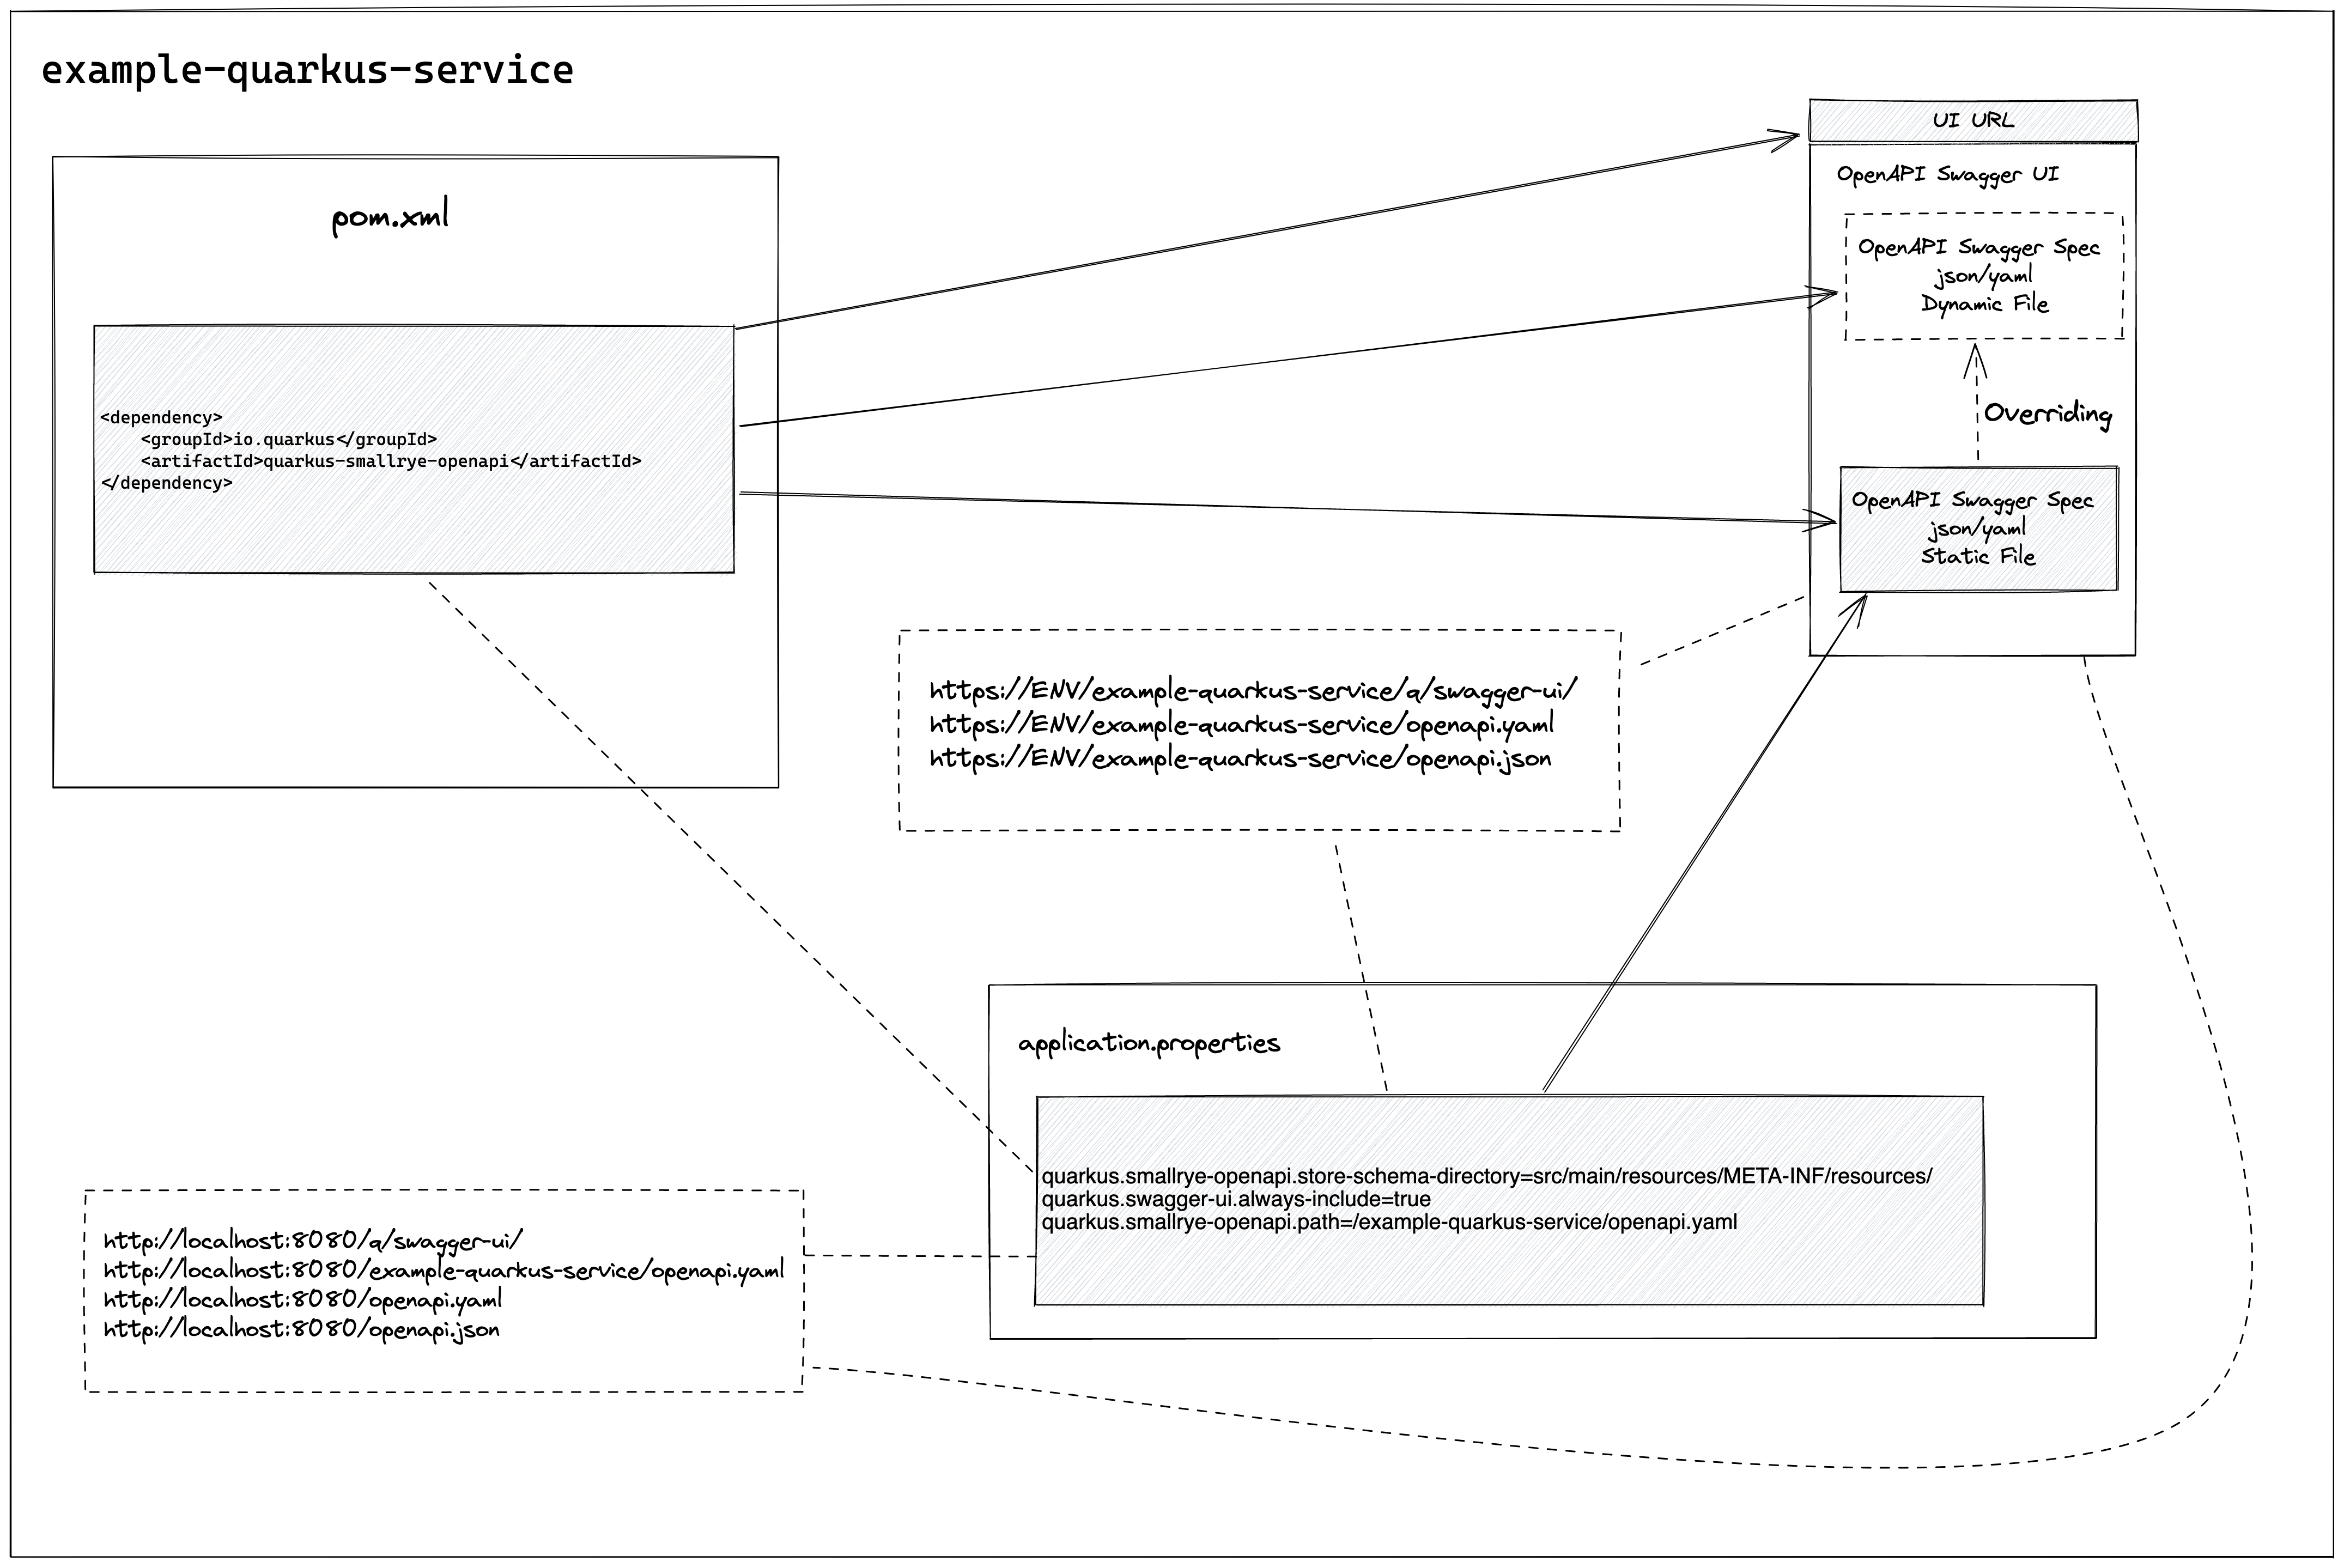 example-quarkus-service
pom.xml
<dependency>
    <groupId>io.quarkus</groupId>
    <artifactId>quarkus-smallrye-openapi</artifactId>
</dependency>
UI URL
OpenAPI Swagger UI
OpenAPI Swagger Spec
json/yaml
Dynamic File
Overriding
OpenAPI Swagger Spec
json/yaml
Static File
https://ENV/example-quarkus-service/q/swagger-ui/
https://ENV/example-quarkus-service/openapi.yaml
https://ENV/example-quarkus-service/openapi.json
application.properties
quarkus.smallrye-openapi.store-schema-directory=src/main/resources/META-INF/resources/
quarkus.swagger-ui.always-include=true
quarkus.smallrye-openapi.path=/example-quarkus-service/openapi.yaml
http://localhost:8080/q/swagger-ui/
http://localhost:8080/example-quarkus-service/openapi.yaml
http://localhost:8080/openapi.yaml
http://localhost:8080/openapi.json